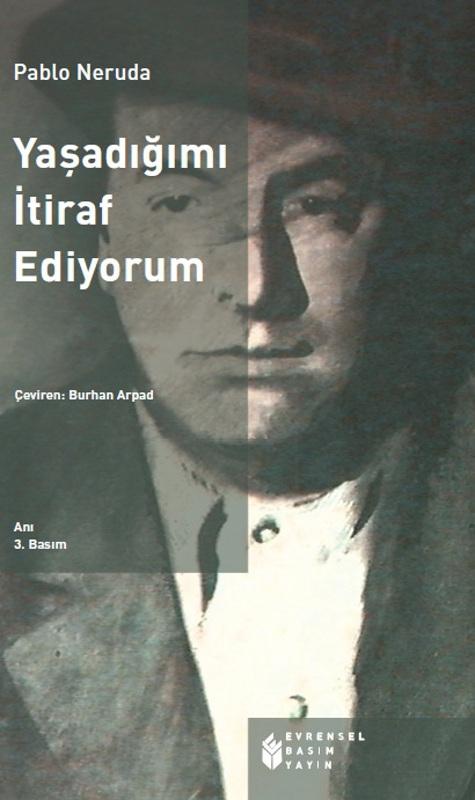 Pablo Neruda
Yaşadığımı
İtiraf
Ediyorum
Çeviren: Burhan Arpad
Anı
3. Basım
EVRENSEL
BASIM
YAYIN